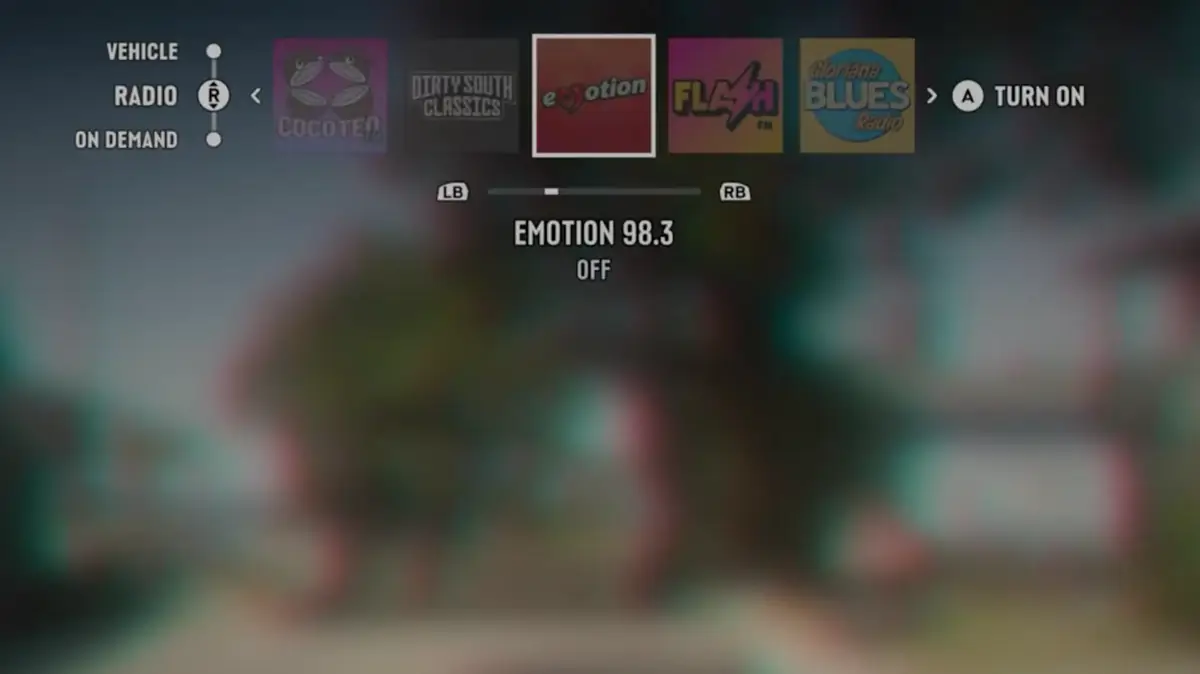 VEHICLE
RADIO
ON DEMAND
R
<
COCOTEQ
DIRTY SOUTH
CLASSICS
emotion
FLASH
FM
BLUES
Radio
>
A TURN ON
LB
RB
EMOTION 98.3
OFF